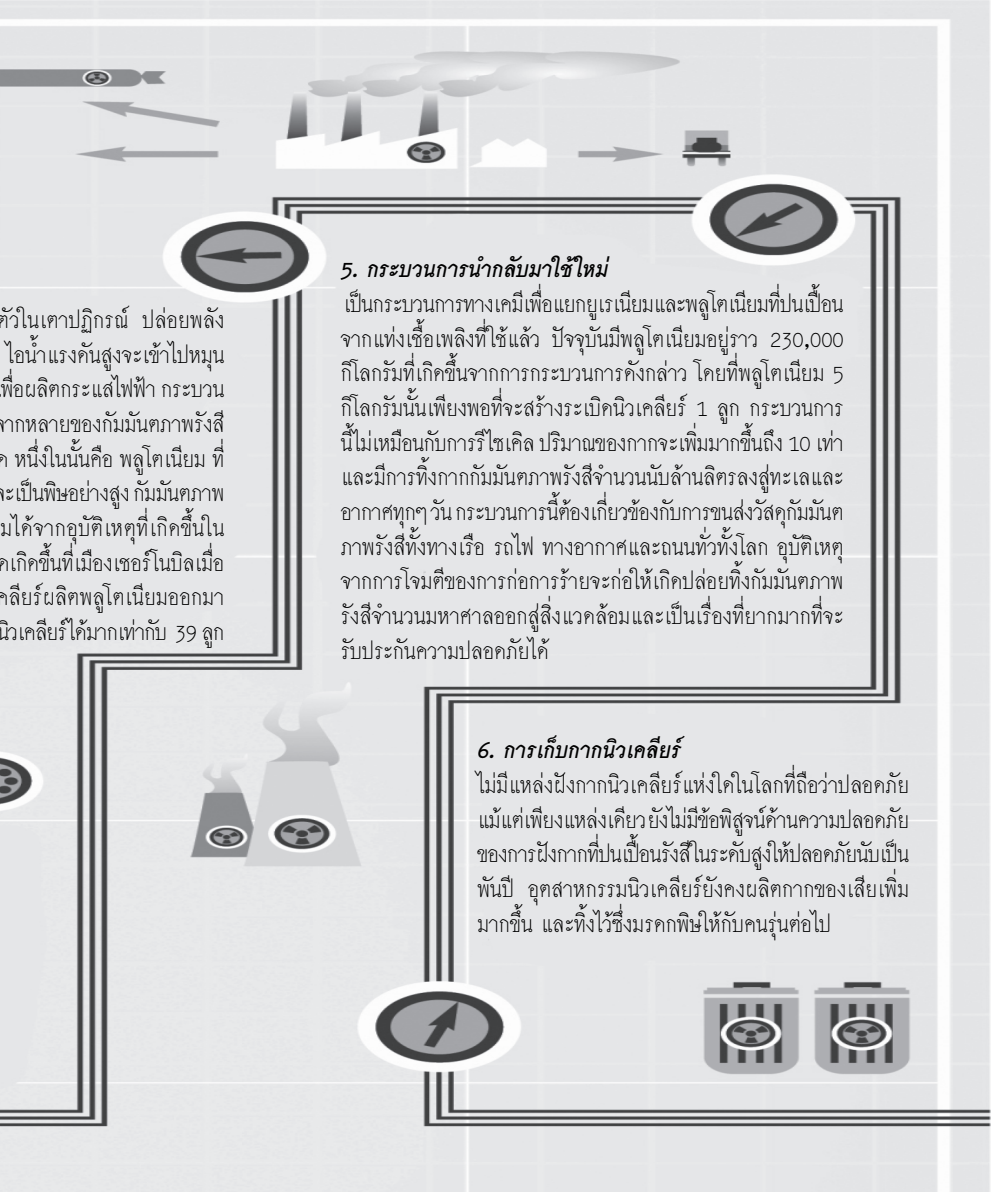 ตัวในเตาปฏิกรณ์ ปล่อยพลัง
ไอน้ำแรงดันสูงจะเข้าไปหมุน
เพื่อผลิตกระแสไฟฟ้า กระบวน
ลากหลายของกัมมันตภาพรังสี
ด หนึ่งในนั้นคือ พลูโตเนียม ที่
ละเป็นพิษอย่างสูง กัมมันตภาพ
มได้จากอุบัติเหตุที่เกิดขึ้นใน
ดเกิดขึ้นที่เมืองเชอร์โนบิลเมื่อ
คลียร์ผลิตพลูโตเนียมออกมา
นิวเคลียร์ได้มากเท่ากับ 39 ลูก
5. กระบวนการนำกลับมาใช้ใหม่
เป็นกระบวนการทางเคมีเพื่อแยกยูเรเนียมและพลูโตเนียมที่ปนเปื้อน
จากแท่งเชื้อเพลิงที่ใช้แล้ว ปัจจุบันมีพลูโตเนียมอยู่ราว 230,000
กิโลกรัมที่เกิดขึ้นจากการกระบวนการดังกล่าว โดยที่พลูโตเนียม 5
กิโลกรัมนั้นเพียงพอที่จะสร้างระเบิดนิวเคลียร์ 1 ลูก กระบวนการ
นี้ไม่เหมือนกับการรีไซเคิล ปริมาณของกากจะเพิ่มมากขึ้นถึง 10 เท่า
และมีการทิ้งกากกัมมันตภาพรังสีจำนวนนับล้านลิตรลงสู่ทะเลและ
อากาศทุกๆ วัน กระบวนการนี้ต้องเกี่ยวข้องกับการขนส่งวัสดุกัมมันต
ภาพรังสีทั้งทางเรือ รถไฟ ทางอากาศและถนนทั่วทั้งโลก อุบัติเหตุ
จากการโจมตีของการก่อการร้ายจะก่อให้เกิดปล่อยทิ้งกัมมันตภาพ
รังสีจำนวนมหาศาลออกสู่สิ่งแวดล้อมและเป็นเรื่องที่ยากมากที่จะ
รับประกันความปลอดภัยได้
6. การเก็บกากนิวเคลียร์
ไม่มีแหล่งฝังกากนิวเคลียร์แห่งใดในโลกที่ถือว่าปลอดภัย
แม้แต่เพียงแหล่งเดียว ยังไม่มีข้อพิสูจน์ด้านความปลอดภัย
ของการฝังกากที่ปนเปื้อนรังสีในระดับสูงให้ปลอดภัยนับเป็น
พันปี อุตสาหกรรมนิวเคลียร์ยังคงผลิตกากของเสียเพิ่ม
มากขึ้น และทิ้งไว้ซึ่งมรดกพิษให้กับคนรุ่นต่อไป